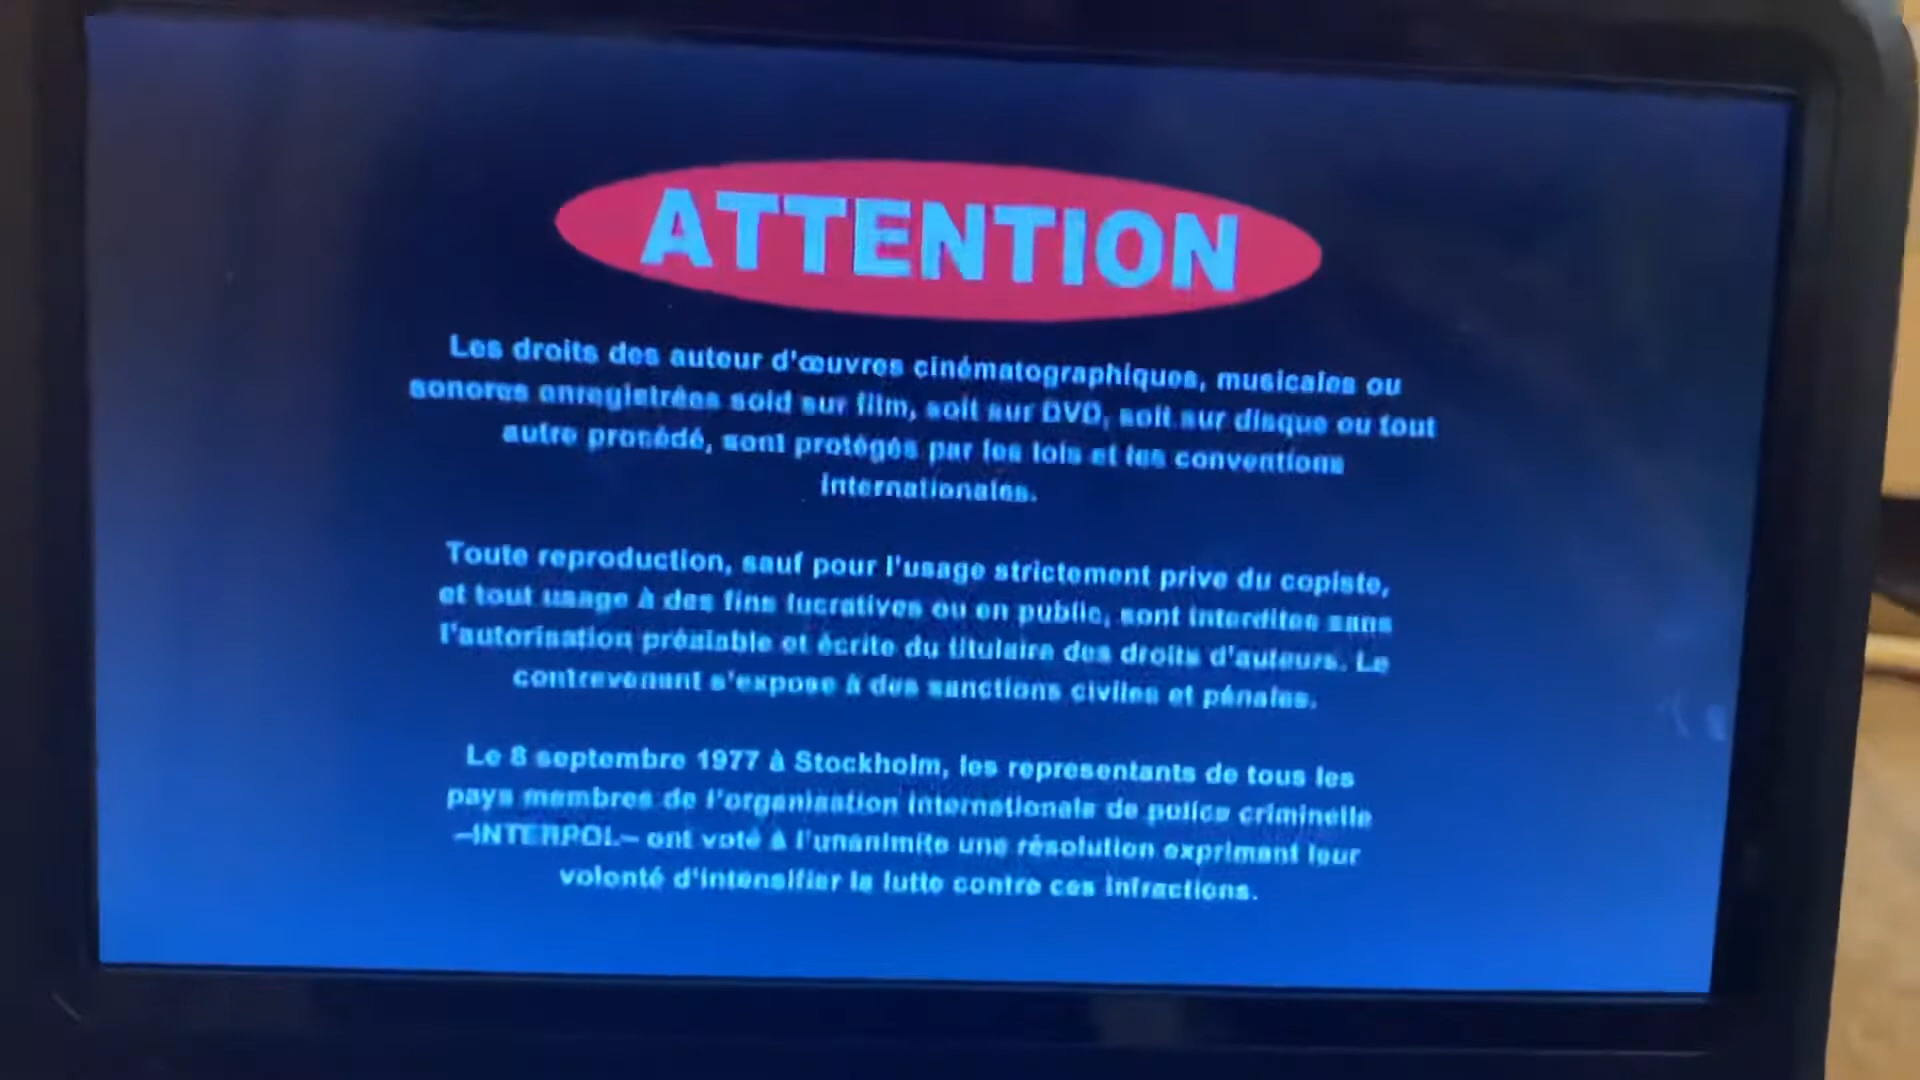 ATTENTION
Les droits des auteur d'œuvres cinématographiques, musicales ou
sonores enregistrées soid sur film, soit sur DVD, soit sur disque ou tout
autre procédé, sont protégés par les lois et les conventions
internationales.
Toute reproduction, sauf pour l'usage strictement prive du copiste,
et tout usage à des fins lucratives ou en public, sont interdites sans
l'autorisation préalable et écrite du titulaire des droits d'auteurs. Le
contrevenant s'expose à des sanctions civiles et pénales.
Le 8 septembre 1977 à Stockholm, les representants de tous les
pays membres de l'organisation internationale de police criminelle
–INTERPOL– ont voté à l'unanimite une résolution exprimant leur
volonté d'intensifier la lutte contre ces infractions.